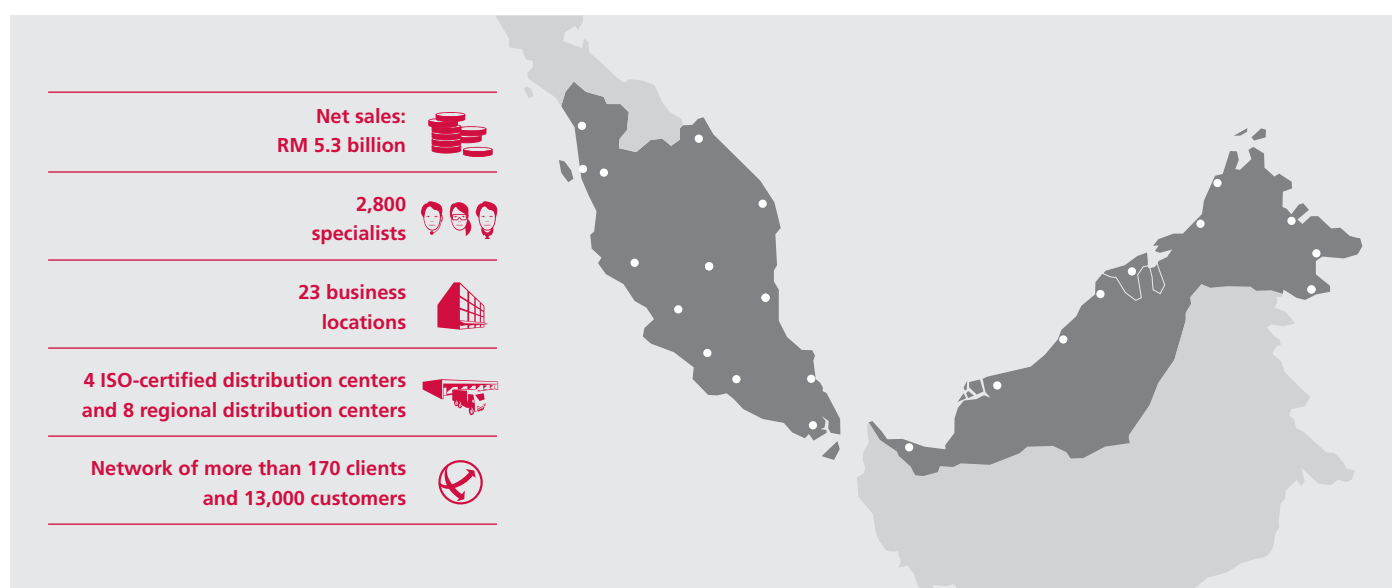 Net sales:
RM 5.3 billion
2,800
specialists
23 business
locations
4 ISO-certified distribution centers
and 8 regional distribution centers
Network of more than 170 clients
and 13,000 customers